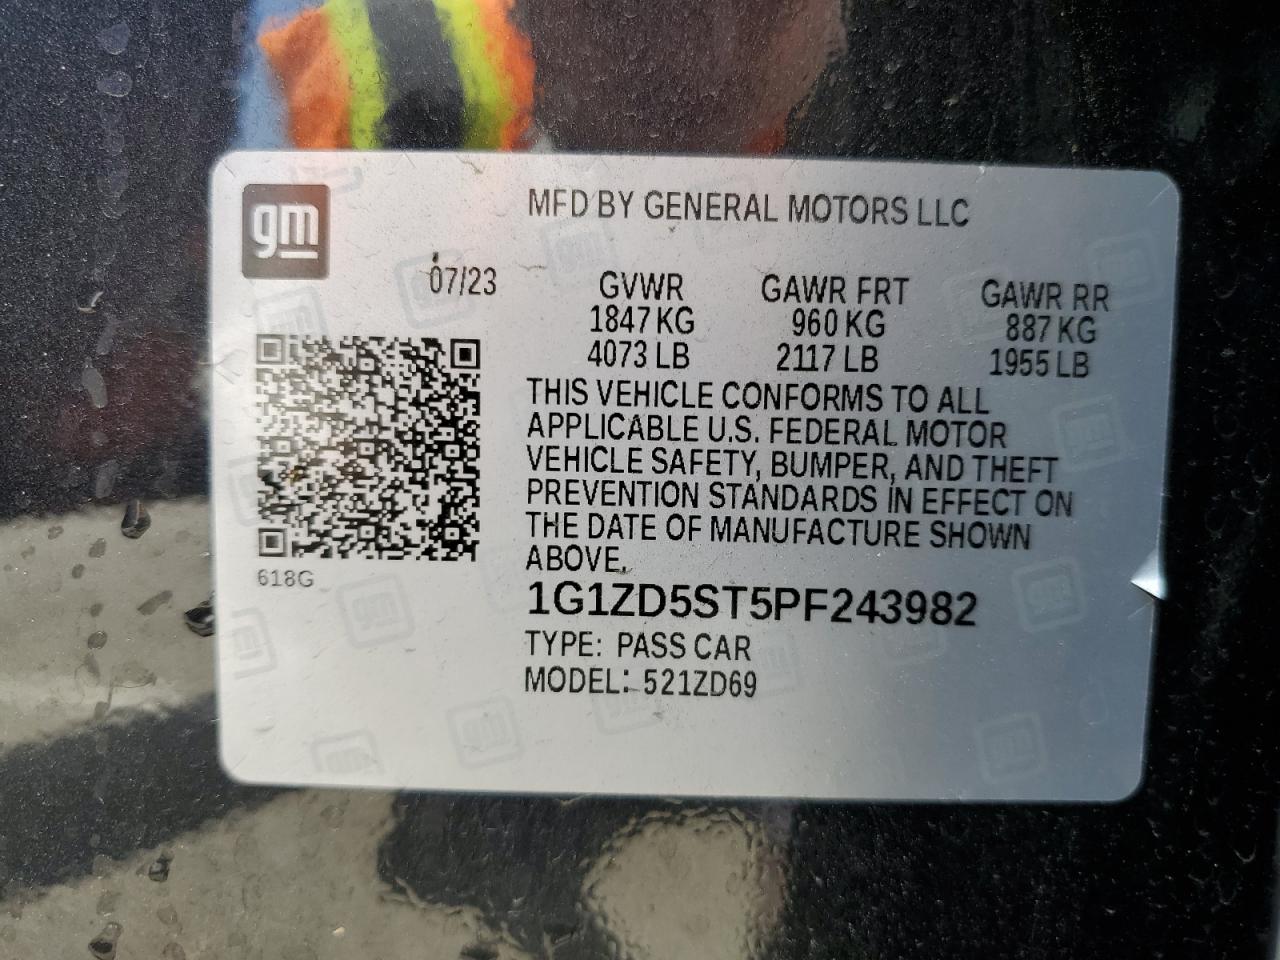 gm
MFD BY GENERAL MOTORS LLC
07/23 GVWR GAWR FRT GAWR RR
1847 KG 960 KG 887 KG
4073 LB 2117 LB 1955 LB
THIS VEHICLE CONFORMS TO ALL
APPLICABLE U.S. FEDERAL MOTOR
VEHICLE SAFETY, BUMPER, AND THEFT
PREVENTION STANDARDS IN EFFECT ON
THE DATE OF MANUFACTURE SHOWN
ABOVE.
618G
1G1ZD5ST5PF243982
TYPE: PASS CAR
MODEL: 521ZD69